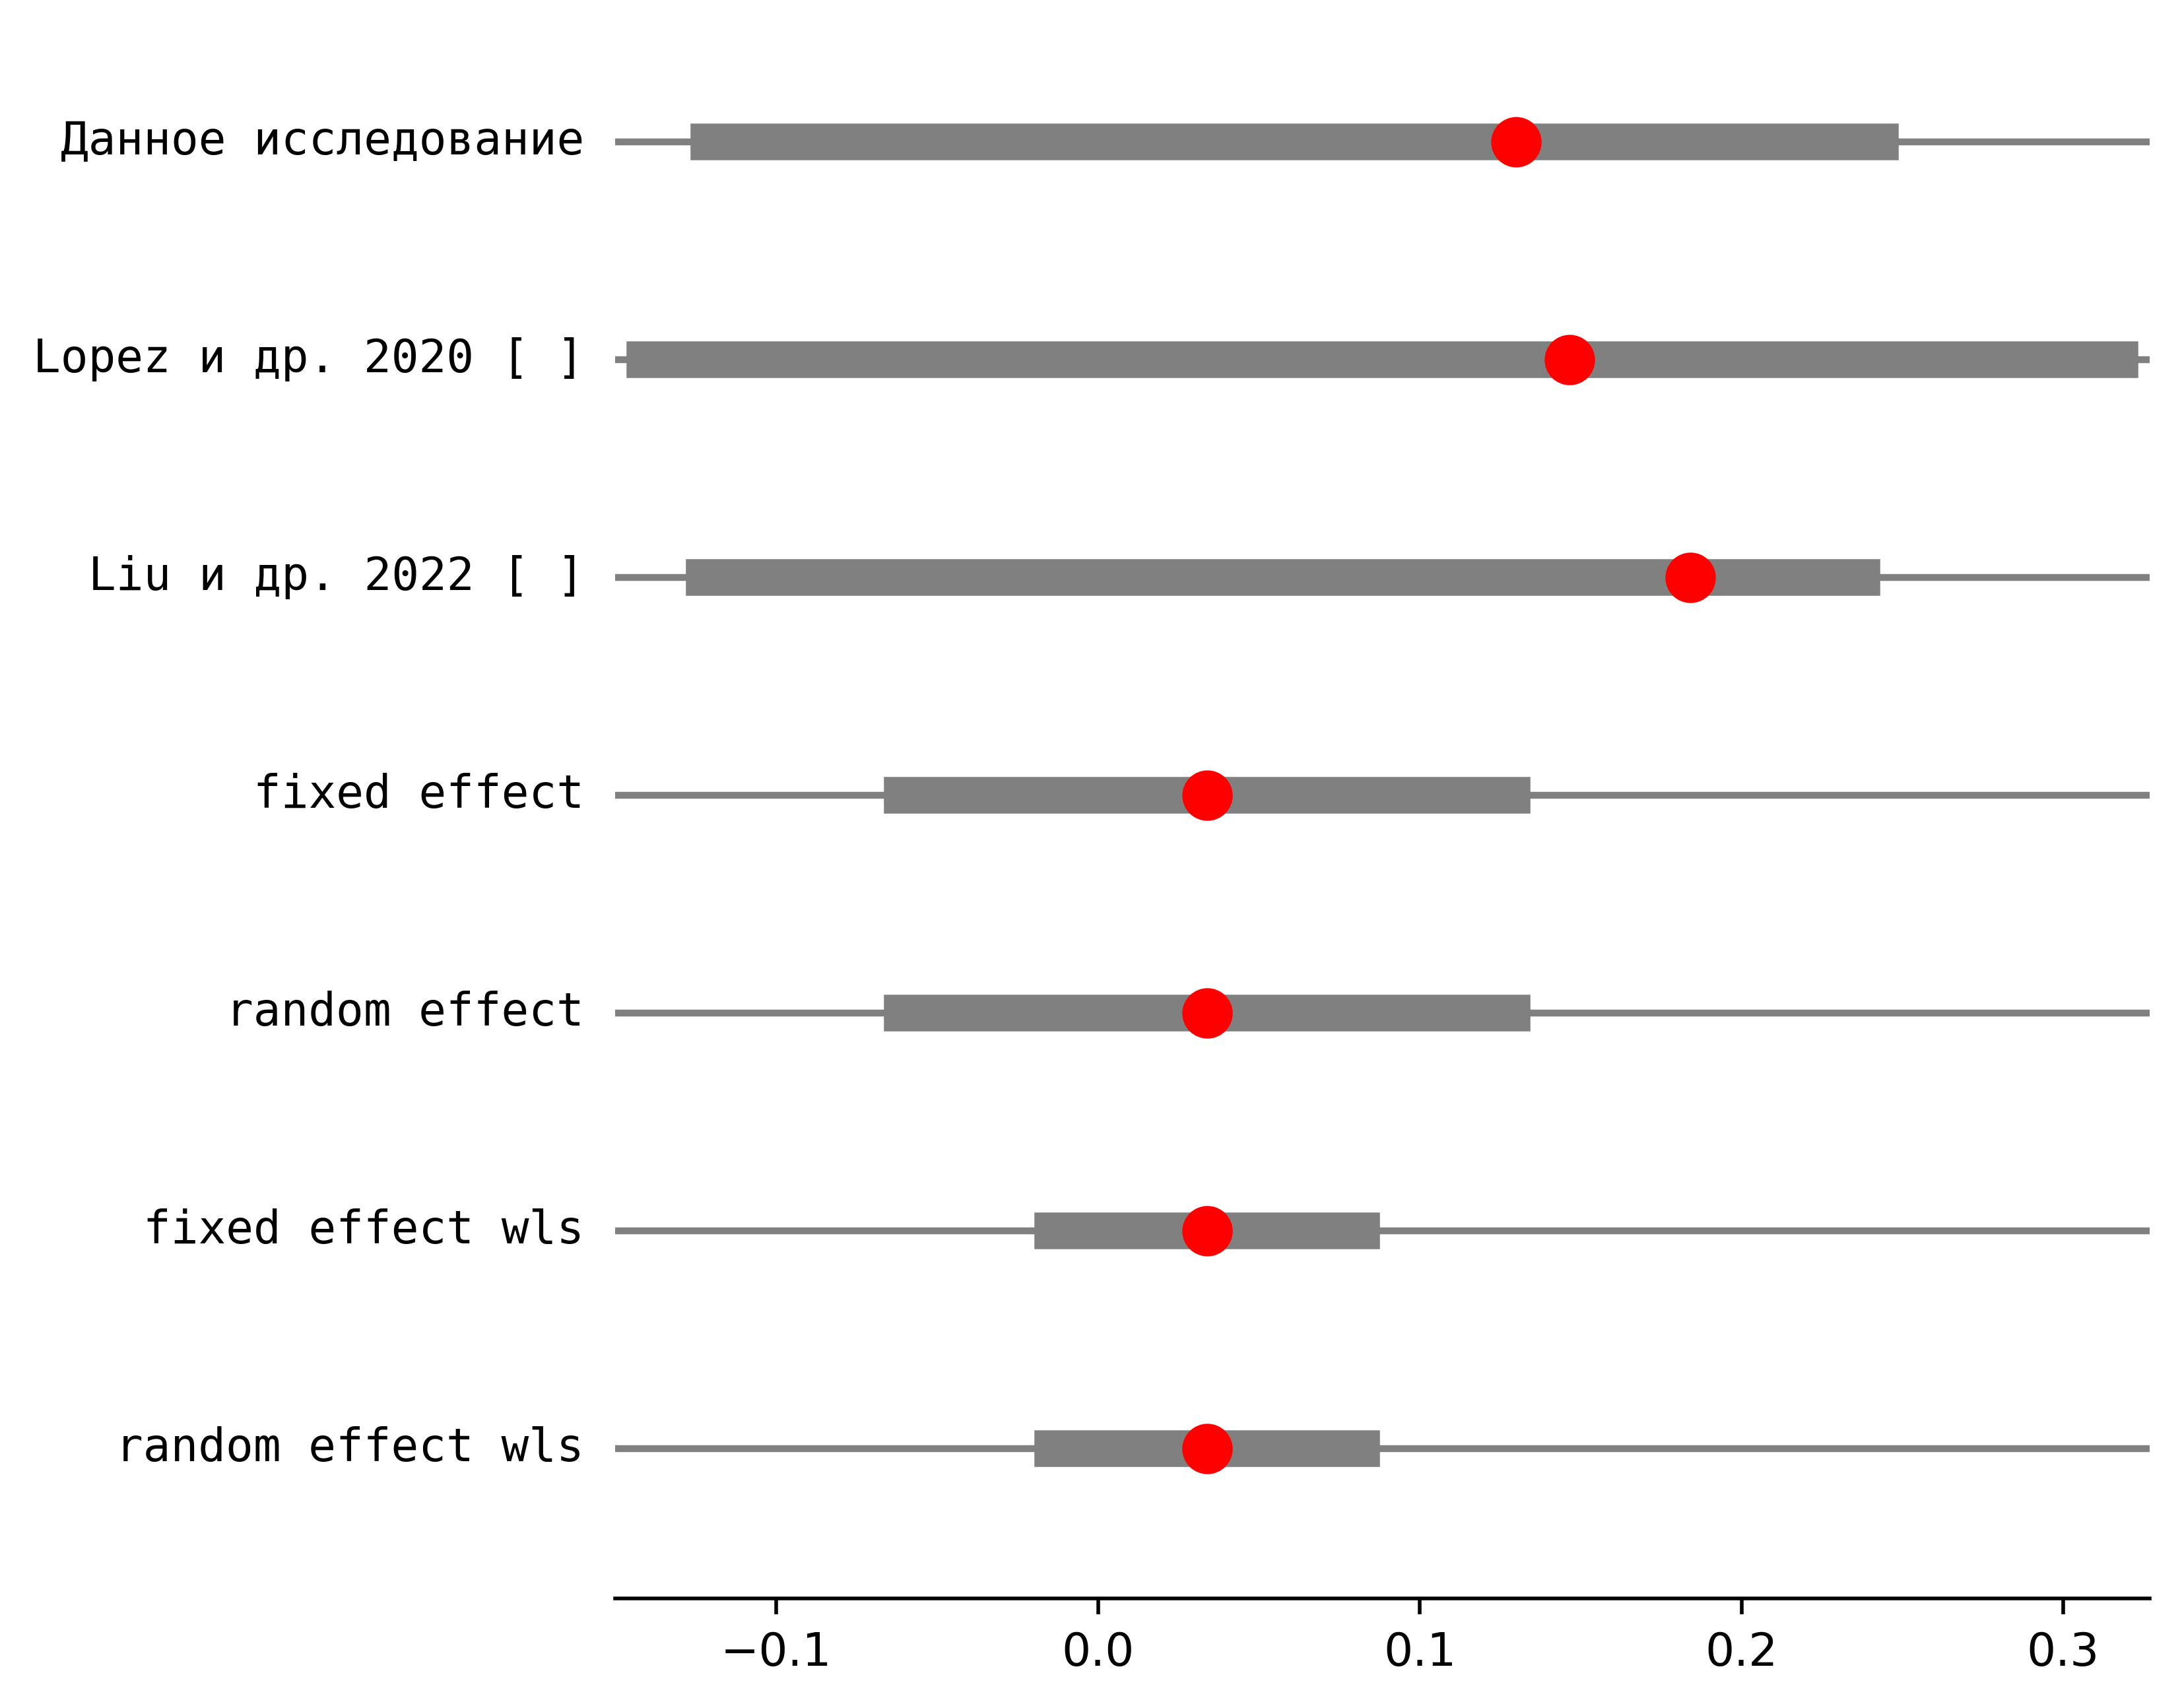 Данное исследование
Lopez и др. 2020 [ ]
Liu и др. 2022 [ ]
fixed effect
random effect
fixed effect wls
random effect wls
−0.1 0.0 0.1 0.2 0.3